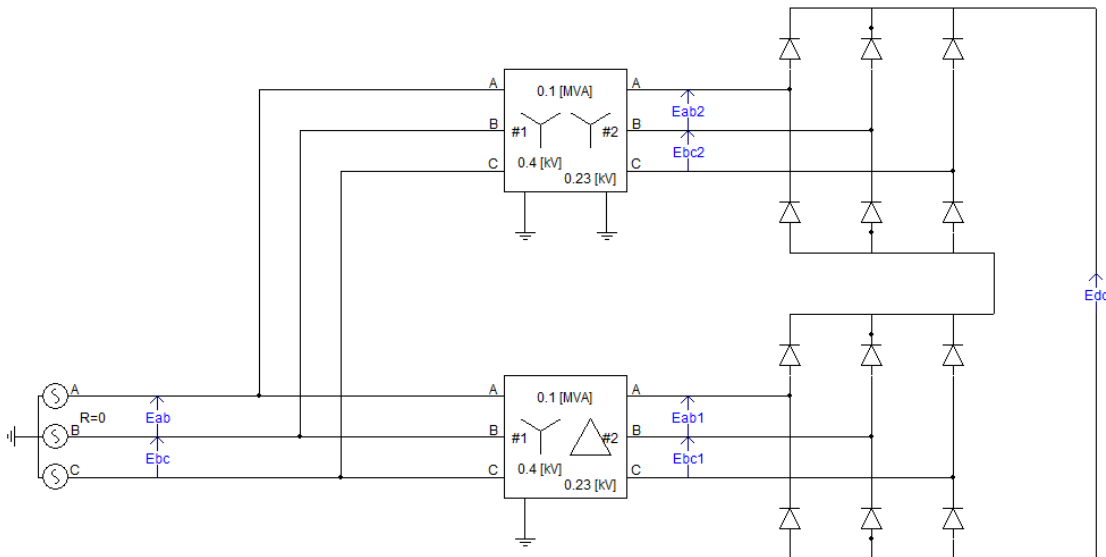 A
0.1 [MVA]
A
B
#1
#2
B
C
0.4 [kV]
0.23 [kV]
C
Eab2
Ebc2
Edc
A
R=0
B
C
Eab
Ebc
A
0.1 [MVA]
A
B
#1
#2
B
C
0.4 [kV]
0.23 [kV]
C
Eab1
Ebc1